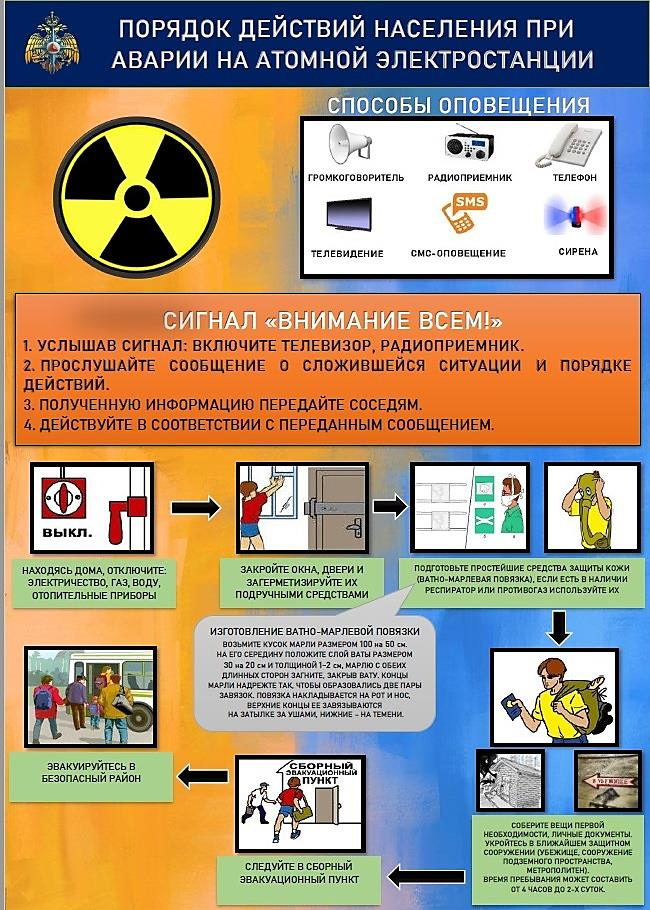 ПОРЯДОК ДЕЙСТВИЙ НАСЕЛЕНИЯ ПРИ
АВАРИИ НА АТОМНОЙ ЭЛЕКТРОСТАНЦИИ
СПОСОБЫ ОПОВЕЩЕНИЯ
ГРОМКОГОВОРИТЕЛЬ
РАДИОПРИЕМНИК
ТЕЛЕФОН
SMS
ТЕЛЕВИДЕНИЕ
СМС-ОПОВЕЩЕНИЕ
СИРЕНА
СИГНАЛ «ВНИМАНИЕ ВСЕМ!»
1. УСЛЫШАВ СИГНАЛ: ВКЛЮЧИТЕ ТЕЛЕВИЗОР, РАДИОПРИЕМНИК.
2. ПРОСЛУШАЙТЕ СООБЩЕНИЕ О СЛОЖИВШЕЙСЯ СИТУАЦИИ И ПОРЯДКЕ
ДЕЙСТВИЙ.
3. ПОЛУЧЕННУЮ ИНФОРМАЦИЮ ПЕРЕДАЙТЕ СОСЕДЯМ.
4. ДЕЙСТВУЙТЕ В СООТВЕТСТВИИ С ПЕРЕДАННЫМ СООБЩЕНИЕМ.
ВЫКЛ.
НАХОДЯСЬ ДОМА, ОТКЛЮЧИТЕ:
ЭЛЕКТРИЧЕСТВО, ГАЗ, ВОДУ,
ОТОПИТЕЛЬНЫЕ ПРИБОРЫ
ЗАКРОЙТЕ ОКНА, ДВЕРИ И
ЗАГЕРМЕТИЗИРУЙТЕ ИХ
ПОДРУЧНЫМИ СРЕДСТВАМИ
ПОДГОТОВЬТЕ ПРОСТЕЙШИЕ СРЕДСТВА ЗАЩИТЫ КОЖИ
(ВАТНО-МАРЛЕВАЯ ПОВЯЗКА), ЕСЛИ ЕСТЬ В НАЛИЧИИ
РЕСПИРАТОР ИЛИ ПРОТИВОГАЗ ИСПОЛЬЗУЙТЕ ИХ
ИЗГОТОВЛЕНИЕ ВАТНО-МАРЛЕВОЙ ПОВЯЗКИ
ВОЗЬМИТЕ КУСОК МАРЛИ РАЗМЕРОМ 100 на 50 см.
НА ЕГО СЕРЕДИНУ ПОЛОЖИТЕ СЛОЙ ВАТЫ РАЗМЕРОМ
30 на 20 см И ТОЛЩИНОЙ 1-2 см, МАРЛЮ С ОБЕИХ
ДЛИННЫХ СТОРОН ЗАГНИТЕ, ЗАКРЫВ ВАТУ. КОНЦЫ
МАРЛИ НАДРЕЖТЕ ТАК, ЧТОБЫ ОБРАЗОВАЛИСЬ ДВЕ ПАРЫ
ЗАВЯЗОК. ПОВЯЗКА НАКЛАДЫВАЕТСЯ НА РОТ И НОС,
ВЕРХНИЕ КОНЦЫ ЕЕ ЗАВЯЗЫВАЮТСЯ
НА ЗАТЫЛКЕ ЗА УШАМИ, НИЖНИЕ – НА ТЕМЕНИ.
В УБЕЖИЩЕ
СОБЕРИТЕ ВЕЩИ ПЕРВОЙ
НЕОБХОДИМОСТИ, ЛИЧНЫЕ ДОКУМЕНТЫ.
УКРОЙТЕСЬ В БЛИЖАЙШЕМ ЗАЩИТНОМ
СООРУЖЕНИИ (УБЕЖИЩЕ, СООРУЖЕНИЕ
ПОДЗЕМНОГО ПРОСТРАНСТВА,
МЕТРОПОЛИТЕН).
ВРЕМЯ ПРЕБЫВАНИЯ МОЖЕТ СОСТАВИТЬ
ОТ 4 ЧАСОВ ДО 2-Х СУТОК.
СБОРНЫЙ
ЭВАКУАЦИОННЫЙ
ПУНКТ
СЛЕДУЙТЕ В СБОРНЫЙ
ЭВАКУАЦИОННЫЙ ПУНКТ
ЭВАКУИРУЙТЕСЬ В
БЕЗОПАСНЫЙ РАЙОН